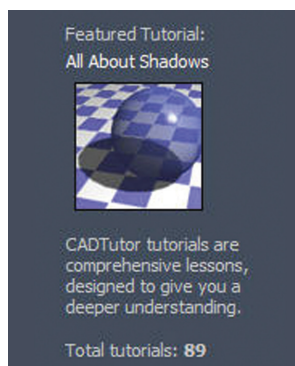 Featured Tutorial:
All About Shadows
CADTutor tutorials are
comprehensive lessons,
designed to give you a
deeper understanding.
Total tutorials: 89